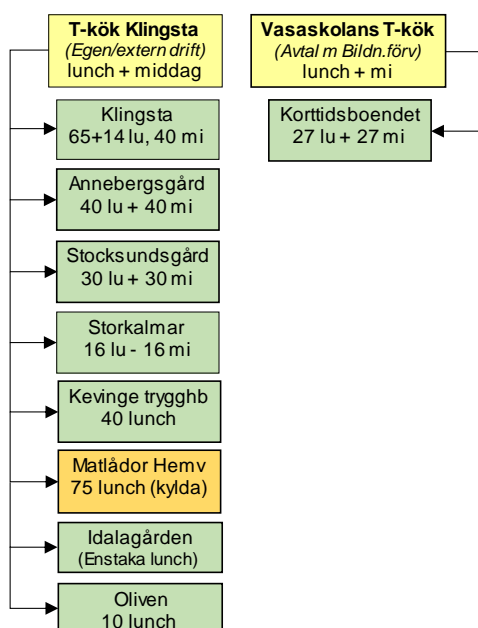 T-kök Klingsta
(Egen/extern drift)
lunch + middag
Klingsta
65+14 lu, 40 mi
Annebergsgård
40 lu + 40 mi
Stocksundsgård
30 lu + 30 mi
Storkalmar
16 lu - 16 mi
Kevinge trygghb
40 lunch
Matlådor Hemv
75 lunch (kylda)
Idalagården
(Enstaka lunch)
Oliven
10 lunch
Vasaskolans T-kök
(Avtal m Bildn.förv)
lunch + mi
Korttidsboendet
27 lu + 27 mi